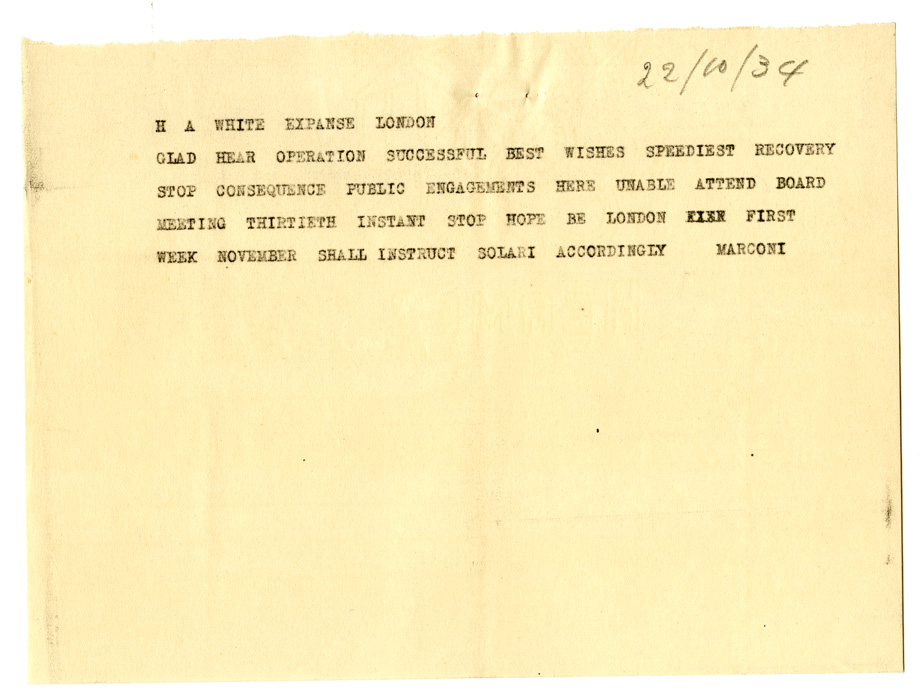 22/10/34
H A WHITE EXPANSE LONDON
GLAD HEAR OPERATION SUCCESSFUL BEST WISHES SPEEDIEST RECOVERY
STOP CONSEQUENCE PUBLIC ENGAGEMENTS HERE UNABLE ATTEND BOARD
MEETING THIRTIETH INSTANT STOP HOPE BE LONDON FIRST
WEEK NOVEMBER SHALL INSTRUCT SOLARI ACCORDINGLY MARCONI